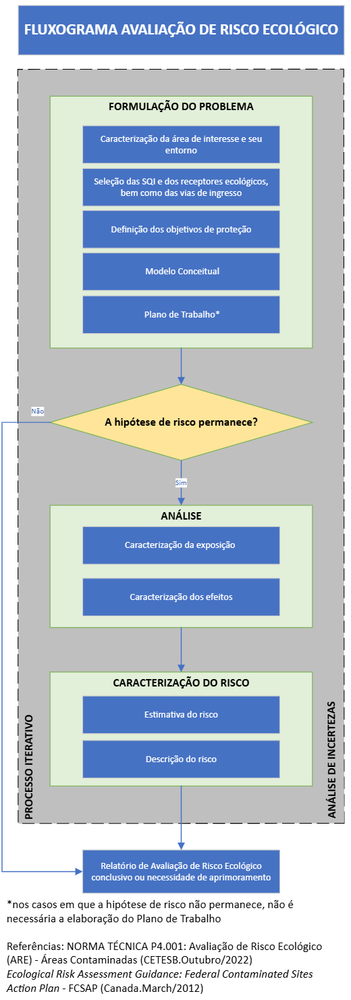 FLUXOGRAMA AVALIAÇÃO DE RISCO ECOLÓGICO
FORMULAÇÃO DO PROBLEMA
Caracterização da área de interesse e seu
entorno
Seleção das SQI e dos receptores ecológicos,
bem como das vias de ingresso
Definição dos objetivos de proteção
Modelo Conceitual
Plano de Trabalho*
Não
A hipótese de risco permanece?
Sim
ANÁLISE
Caracterização da exposição
Caracterização dos efeitos
CARACTERIZAÇÃO DO RISCO
Estimativa do risco
Descrição do risco
PROCESSO ITERATIVO
ANÁLISE DE INCERTEZAS
Relatório de Avaliação de Risco Ecológico
conclusivo ou necessidade de aprimoramento
*nos casos em que a hipótese de risco não permanece, não é
necessária a elaboração do Plano de Trabalho
Referências: NORMA TÉCNICA P4.001: Avaliação de Risco Ecológico
(ARE) - Áreas Contaminadas (CETESB.Outubro/2022)
Ecological Risk Assessment Guidance: Federal Contaminated Sites
Action Plan - FCSAP (Canada.March/2012)